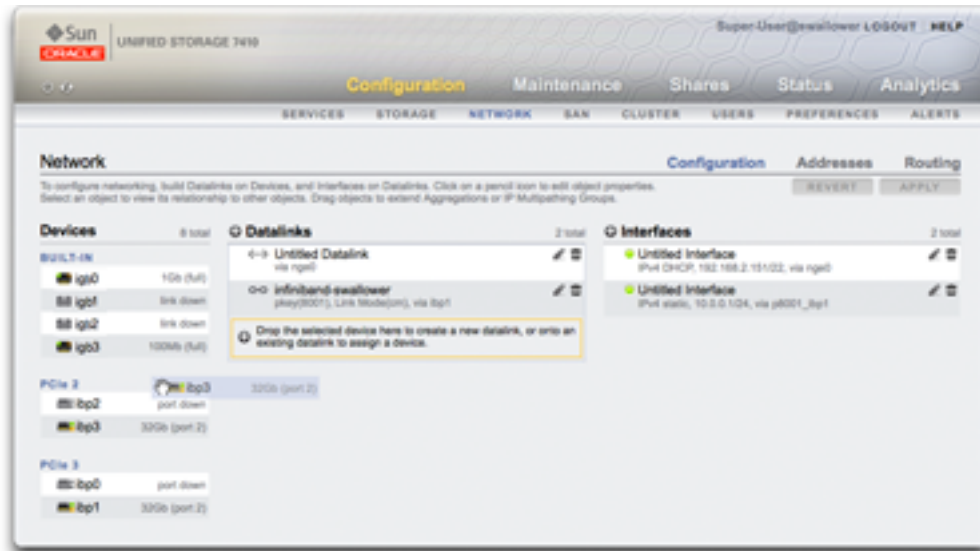 Sun
ORACLE
UNIFIED STORAGE 7410
Super-User@swallower LOGOUT HELP
Configuration Maintenance Shares Status Analytics
SERVICES STORAGE NETWORK SAN CLUSTER USERS PREFERENCES ALERTS
Network
Configuration Addresses Routing
To configure networking, build Datalinks on Devices, and Interfaces on Datalinks. Click on a pencil icon to edit object properties.
Select an object to view its relationship to other objects. Drag objects to extend Aggregations or IP Multipathing Groups.
REVERT APPLY
Devices 8 total
BUILT-IN
igb0 1Gb (full)
igb1 link down
igb2 link down
igb3 100Mb (full)
PCIe 2
ibp3 32Gb (port 2)
ibp2 port down
ibp3 32Gb (port 2)
PCIe 3
ibp0 port down
ibp1 32Gb (port 2)
Datalinks 2 total
Untitled Datalink
via nge0
infiniband-swallower
pkey(8001), Link Mode(cm), via ibp1
Drop the selected device here to create a new datalink, or onto an
existing datalink to assign a device.
Interfaces 2 total
Untitled Interface
IPv4 DHCP, 192.168.2.151/22, via nge0
Untitled Interface
IPv4 static, 10.0.0.1/24, via p8001_ibp1